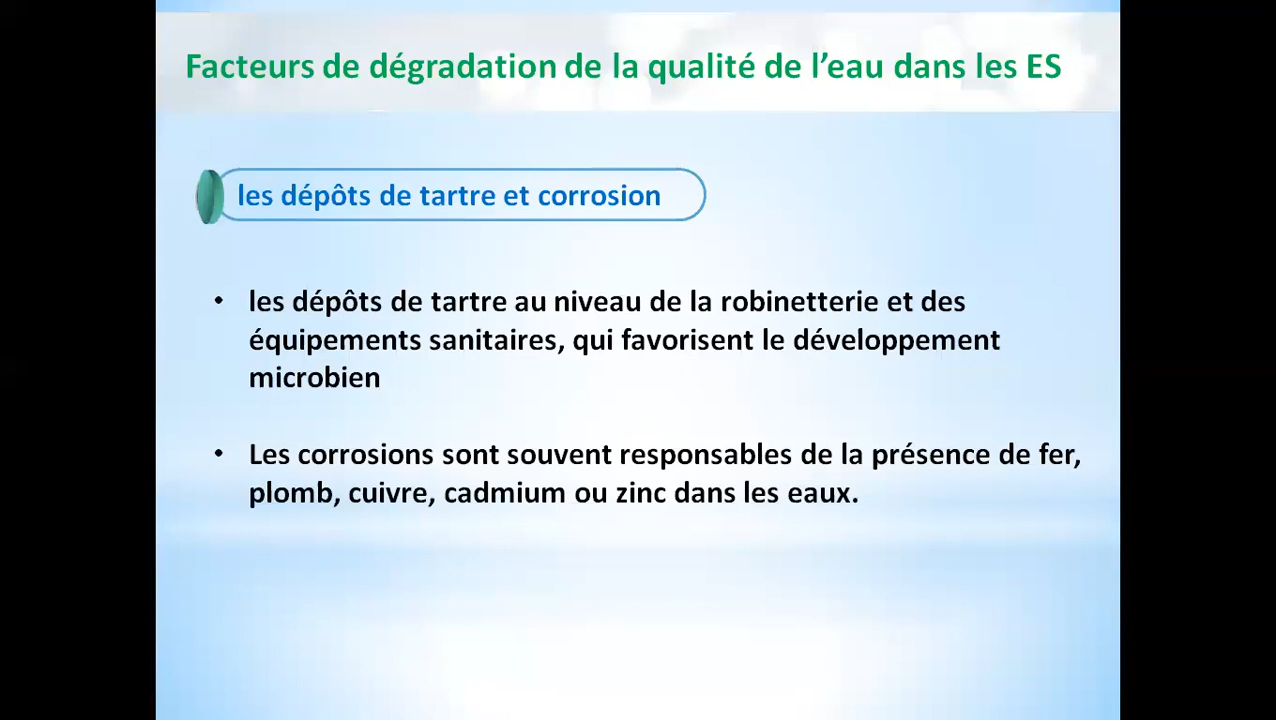 Facteurs de dégradation de la qualité de l’eau dans les ES
les dépôts de tartre et corrosion
• les dépôts de tartre au niveau de la robinetterie et des
équipements sanitaires, qui favorisent le développement
microbien
• Les corrosions sont souvent responsables de la présence de fer,
plomb, cuivre, cadmium ou zinc dans les eaux.